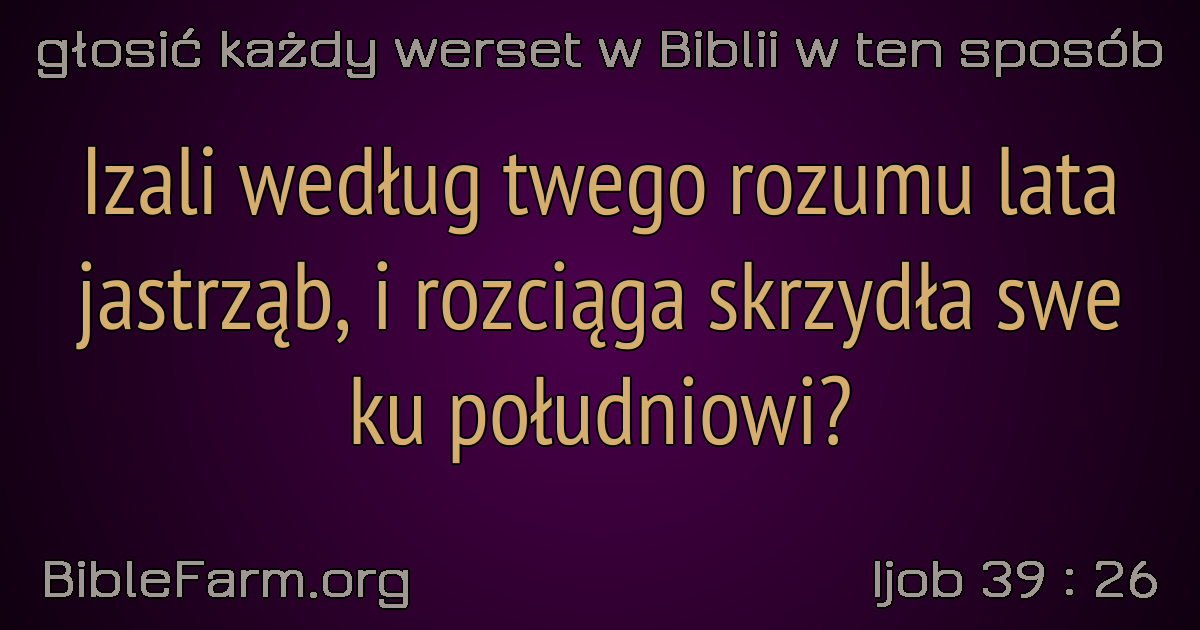 głosić każdy werset w Biblii w ten sposób
Izali według twego rozumu lata
jastrząb, i rozciąga skrzydła swe
ku południowi?
BibleFarm.org
Ijob 39 : 26